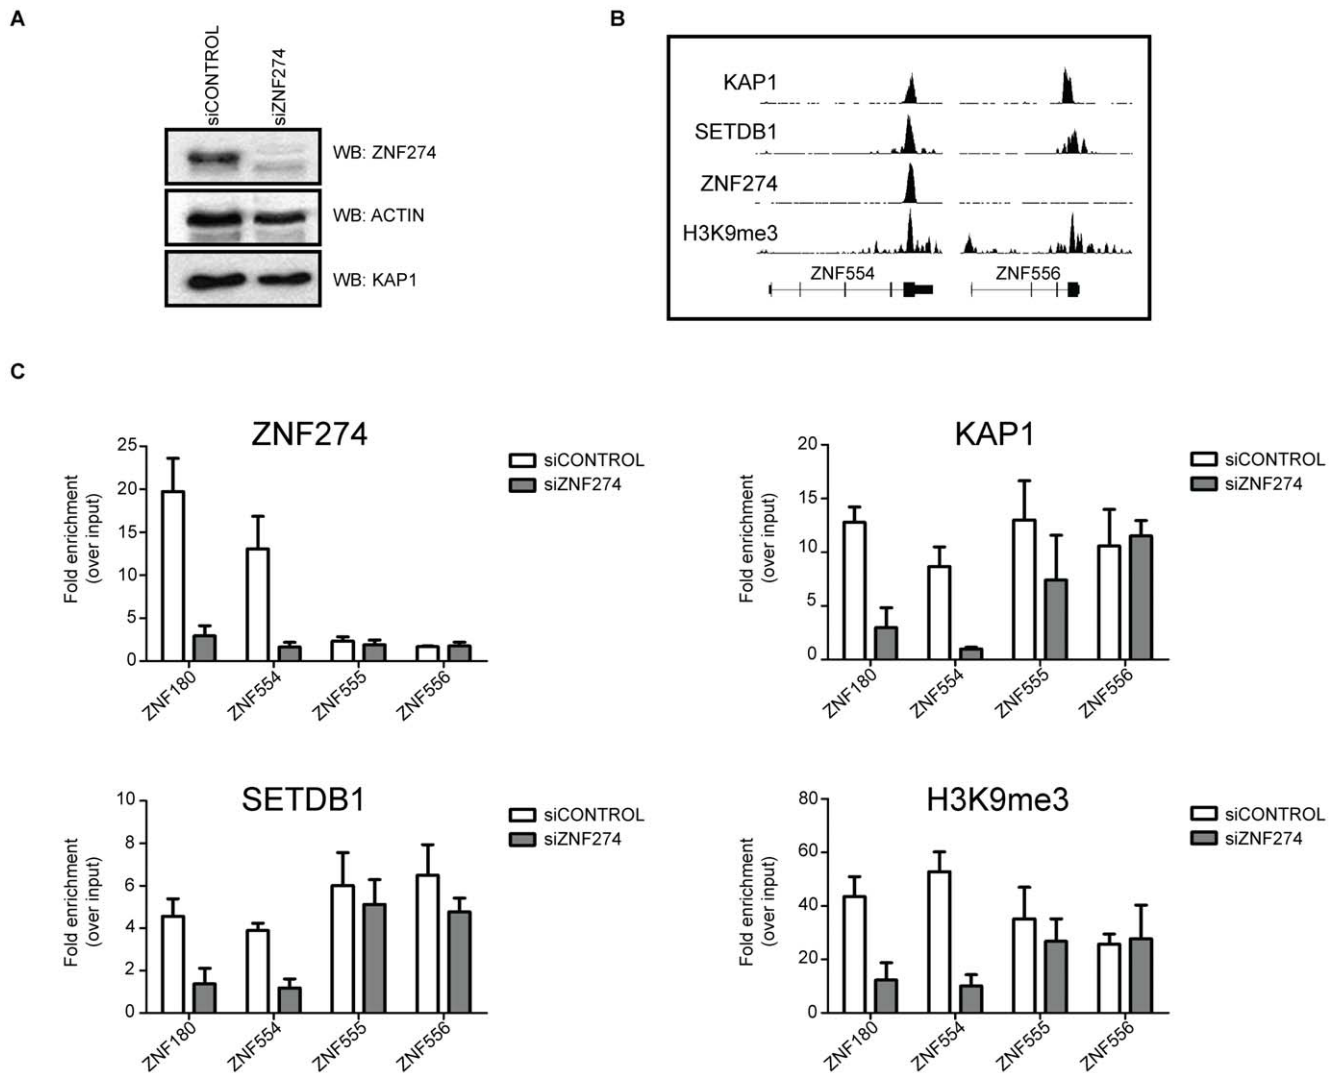 A
siCONTROL
siZNF274
WB: ZNF274
WB: ACTIN
WB: KAP1
B
KAP1
SETDB1
ZNF274
H3K9me3
ZNF554
ZNF556
C
ZNF274
Fold enrichment
(over input)
25
20
15
10
5
0
ZNF180
ZNF554
ZNF555
ZNF556
siCONTROL
siZNF274
KAP1
Fold enrichment
(over input)
20
15
10
5
0
ZNF180
ZNF554
ZNF555
ZNF556
siCONTROL
siZNF274
SETDB1
Fold enrichment
(over input)
10
8
6
4
2
0
ZNF180
ZNF554
ZNF555
ZNF556
siCONTROL
siZNF274
H3K9me3
Fold enrichment
(over input)
80
60
40
20
0
ZNF180
ZNF554
ZNF555
ZNF556
siCONTROL
siZNF274